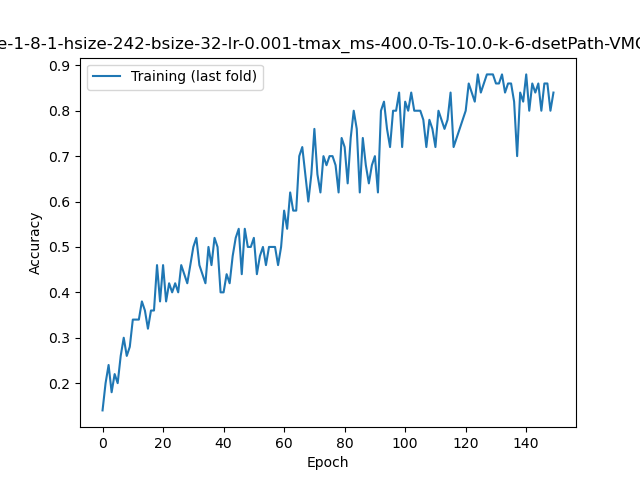 e-1-8-1-hsize-242-bsize-32-lr-0.001-tmax_ms-400.0-Ts-10.0-k-6-dsetPath-VMC
Training (last fold)
Accuracy
0.9
0.8
0.7
0.6
0.5
0.4
0.3
0.2
0 20 40 60 80 100 120 140
Epoch